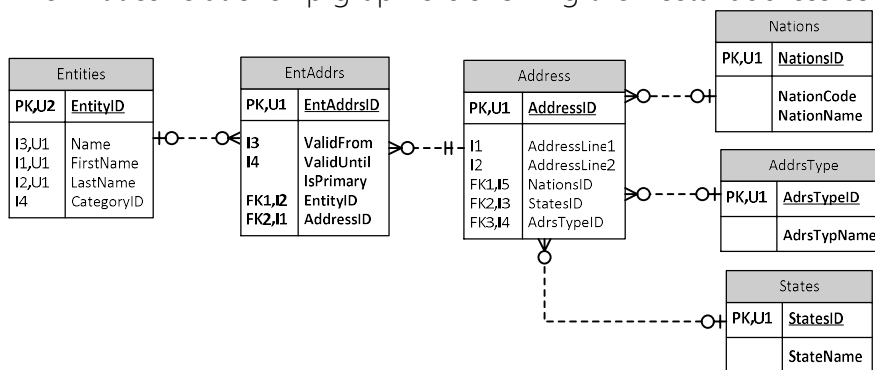 Entities
PK,U2 EntityID
I3,U1 Name
I1,U1 FirstName
I2,U1 LastName
I4 CategoryID
EntAddrs
PK,U1 EntAddrsID
I3 ValidFrom
I4 ValidUntil
IsPrimary
FK1,I2 EntityID
FK2,I1 AddressID
Address
PK,U1 AddressID
I1 AddressLine1
I2 AddressLine2
FK1,I5 NationsID
FK2,I3 StatesID
FK3,I4 AdrsTypeID
Nations
PK,U1 NationsID
NationCode
NationName
AddrsType
PK,U1 AdrsTypeID
AdrsTypName
States
PK,U1 StatesID
StateName